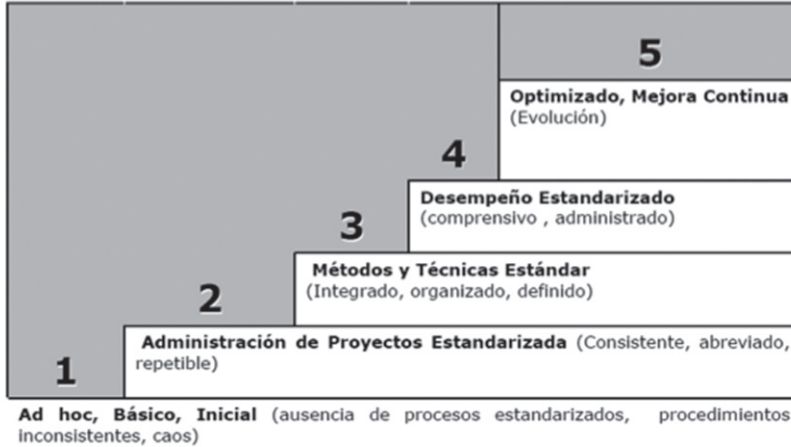 5
Optimizado, Mejora Continua
(Evolución)
4
Desempeño Estandarizado
(comprensivo , administrado)
3
Métodos y Técnicas Estándar
(Integrado, organizado, definido)
2
Administración de Proyectos Estandarizada (Consistente, abreviado,
repetible)
1
Ad hoc, Básico, Inicial (ausencia de procesos estandarizados, procedimientos
inconsistentes, caos)